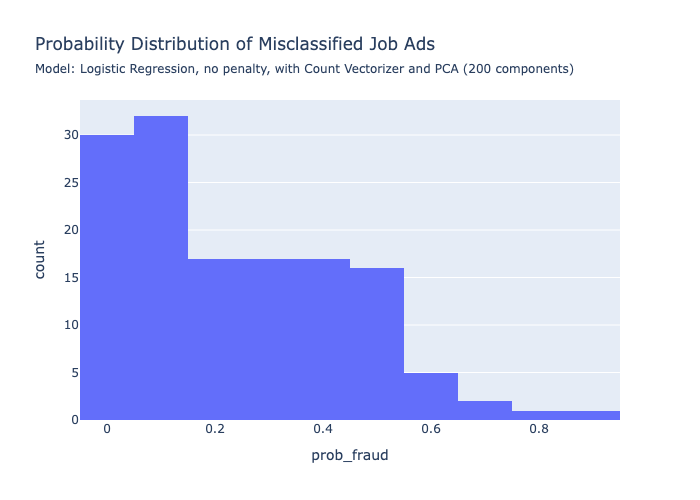 Probability Distribution of Misclassified Job Ads
Model: Logistic Regression, no penalty, with Count Vectorizer and PCA (200 components)
30
25
20
15
10
5
0
count
0 0.2 0.4 0.6 0.8
prob_fraud